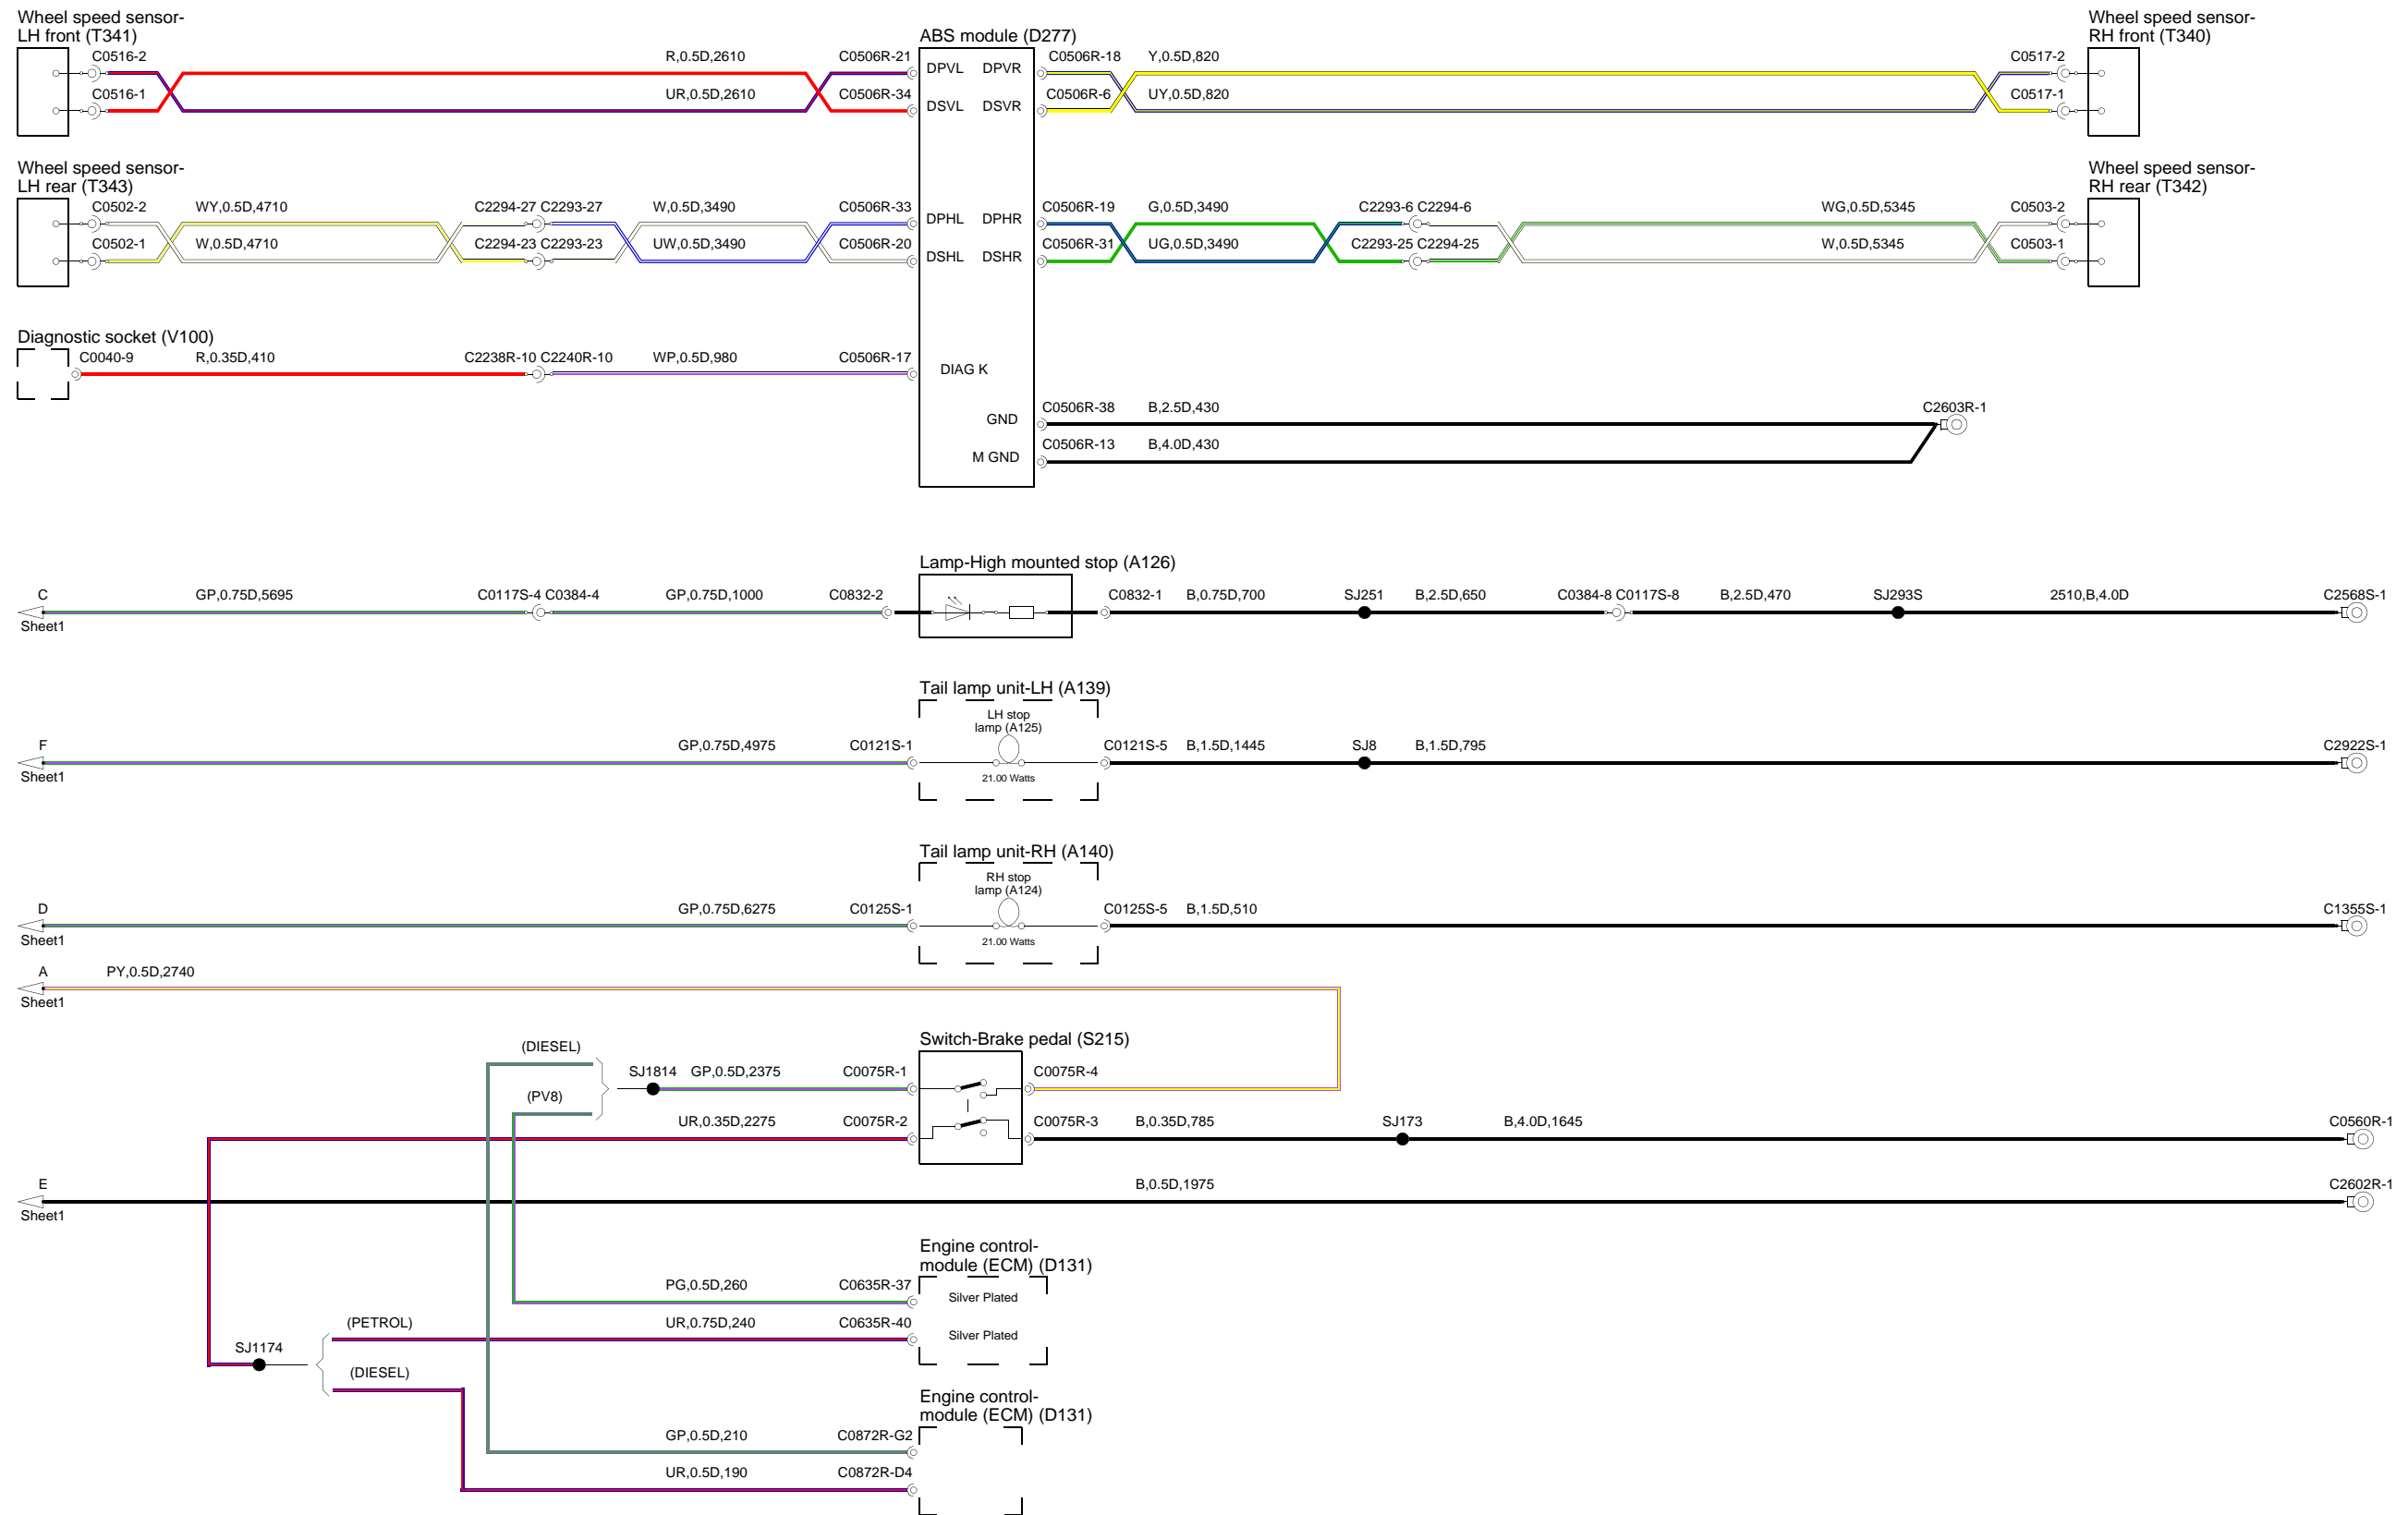 Wheel speed sensor-
LH front (T341)
C0516-2
R,0.5D,2610
C0506R-21
C0516-1
UR,0.5D,2610
C0506R-34
ABS module (D277)
DPVL DPVR
DSVL DSVR
C0506R-18
Y,0.5D,820
C0506R-6
UY,0.5D,820
Wheel speed sensor-
RH front (T340)
C0517-2
C0517-1
Wheel speed sensor-
LH rear (T343)
C0502-2
WY,0.5D,4710
C2294-27 C2293-27
W,0.5D,3490
C0506R-33
C0502-1
W,0.5D,4710
C2294-23 C2293-23
UW,0.5D,3490
C0506R-20
DPHL DPHR
DSHL DSHR
C0506R-19
G,0.5D,3490
C2293-6 C2294-6
WG,0.5D,5345
C0503-2
C0506R-31
UG,0.5D,3490
C2293-25 C2294-25
W,0.5D,5345
C0503-1
Wheel speed sensor-
RH rear (T342)
Diagnostic socket (V100)
C0040-9
R,0.35D,410
C2238R-10 C2240R-10
WP,0.5D,980
C0506R-17
DIAG K
GND
C0506R-38
B,2.5D,430
C2603R-1
M GND
C0506R-13
B,4.0D,430
Lamp-High mounted stop (A126)
C
Sheet1
GP,0.75D,5695
C0117S-4 C0384-4
GP,0.75D,1000
C0832-2
C0832-1
B,0.75D,700
SJ251
B,2.5D,650
C0384-8 C0117S-8
B,2.5D,470
SJ293S
2510,B,4.0D
C2568S-1
Tail lamp unit-LH (A139)
LH stop
lamp (A125)
21.00 Watts
F
Sheet1
GP,0.75D,4975
C0121S-1
C0121S-5
B,1.5D,1445
SJ8
B,1.5D,795
C2922S-1
Tail lamp unit-RH (A140)
RH stop
lamp (A124)
21.00 Watts
D
Sheet1
GP,0.75D,6275
C0125S-1
C0125S-5
B,1.5D,510
C1355S-1
A
Sheet1
PY,0.5D,2740
Switch-Brake pedal (S215)
(DIESEL)
(PV8)
SJ1814
GP,0.5D,2375
C0075R-1
C0075R-4
UR,0.35D,2275
C0075R-2
C0075R-3
B,0.35D,785
SJ173
B,4.0D,1645
C0560R-1
E
Sheet1
B,0.5D,1975
C2602R-1
Engine control-
module (ECM) (D131)
PG,0.5D,260
C0635R-37
Silver Plated
(PETROL)
UR,0.75D,240
C0635R-40
Silver Plated
SJ1174
(DIESEL)
Engine control-
module (ECM) (D131)
GP,0.5D,210
C0872R-G2
UR,0.5D,190
C0872R-D4